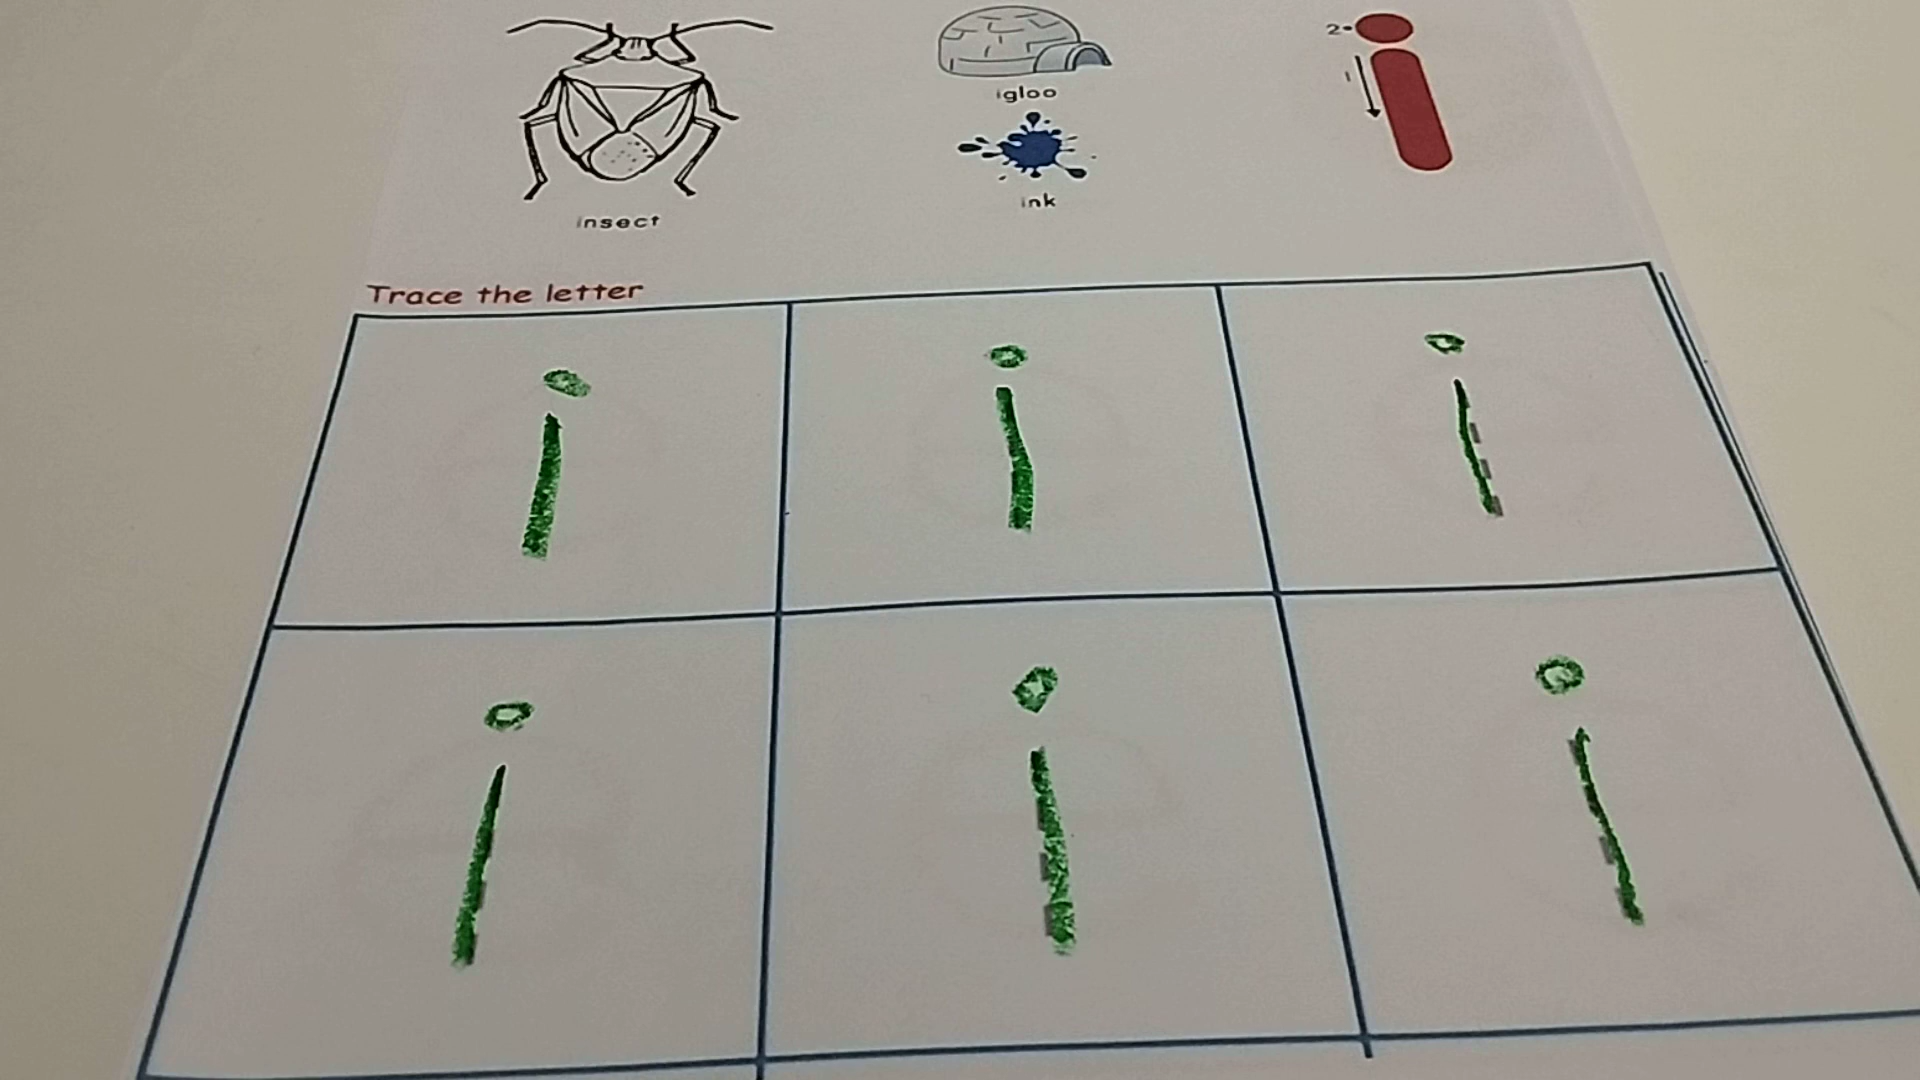 igloo
ink
insect
2
1
i
Trace the letter
i i i
i i i